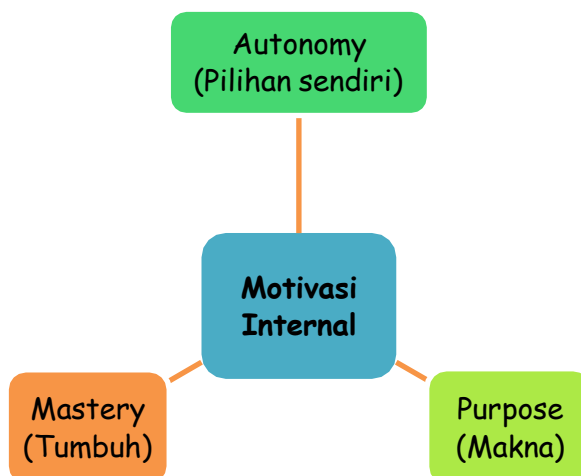 Autonomy
(Pilihan sendiri)
Motivasi
Internal
Mastery
(Tumbuh)
Purpose
(Makna)